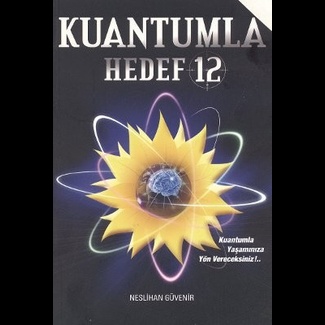 KUANTUMLA
HEDEF 12
Kuantumla
Yaşamınıza
Yön Vereceksiniz!..
NESLİHAN GÜVENİR